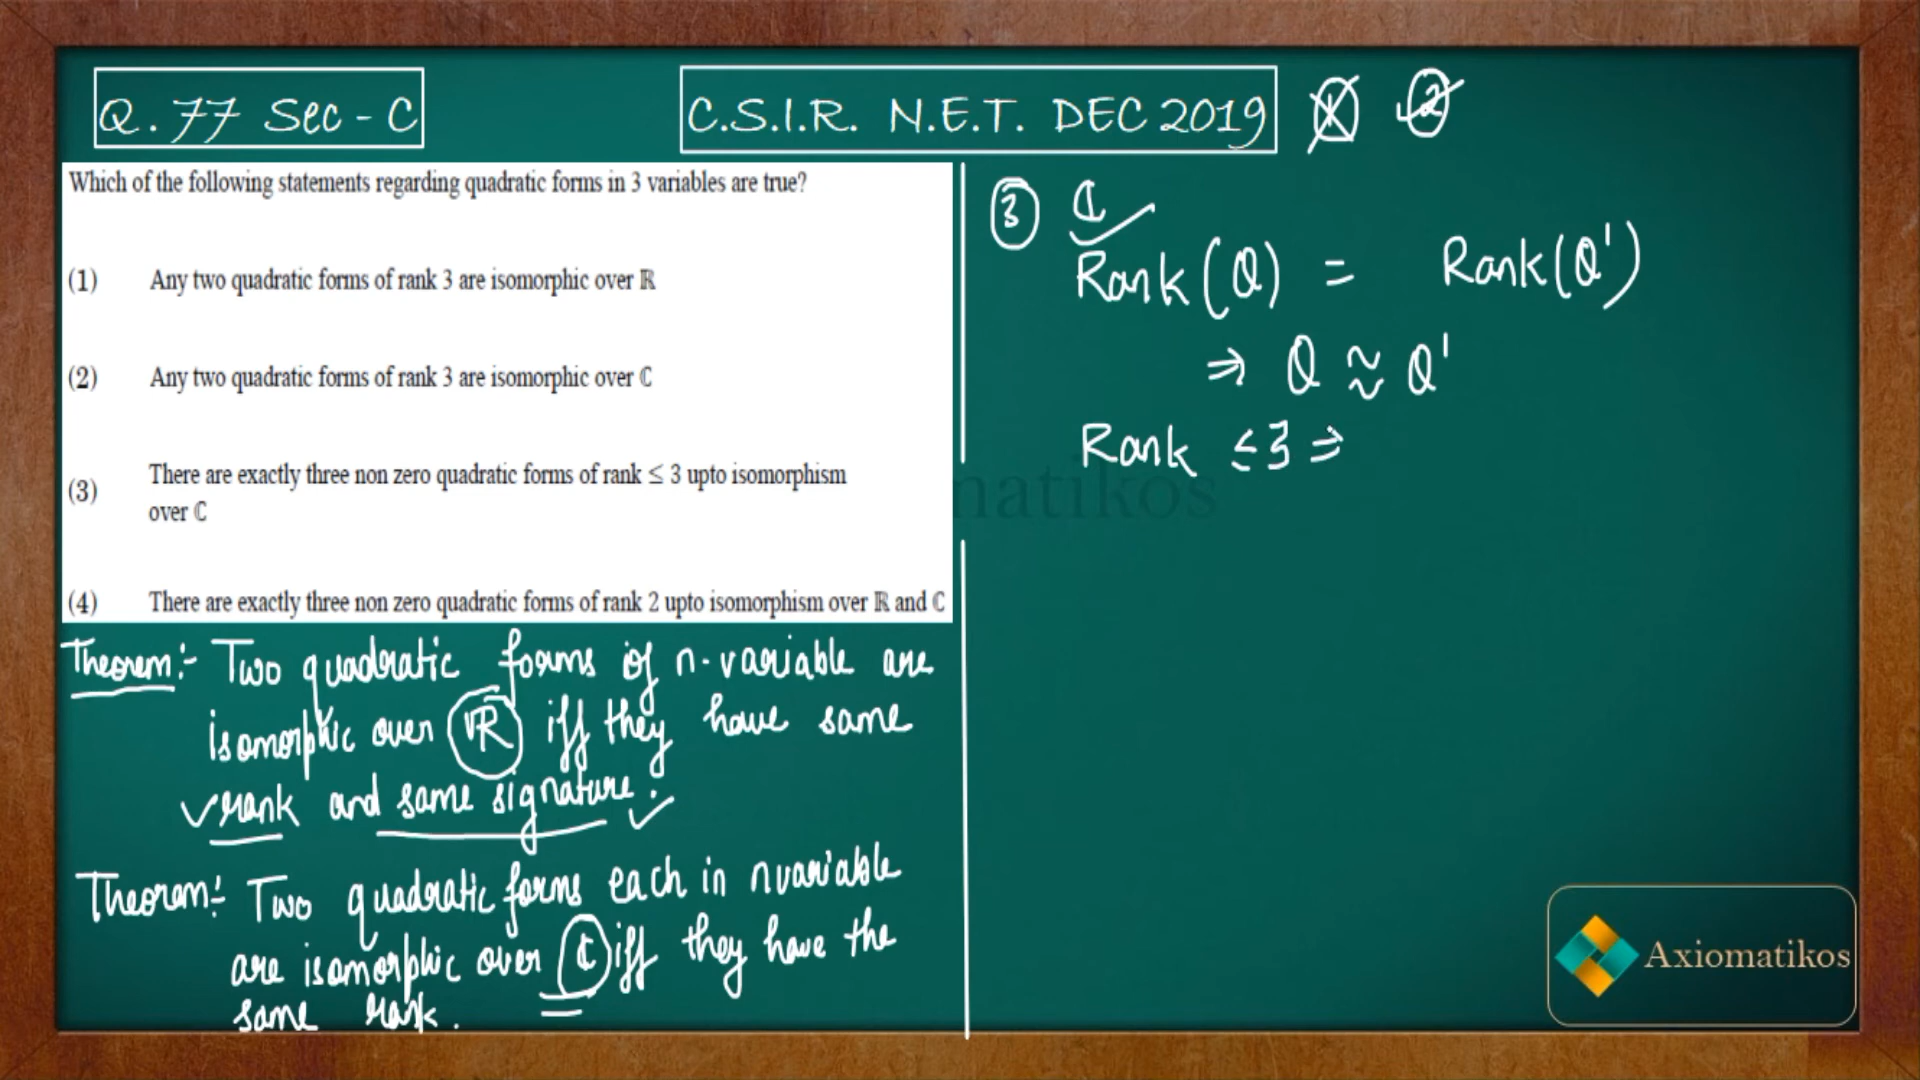 Q. 77 Sec - C
C.S.I.R. N.E.T. DEC 2019
1 2
Which of the following statements regarding quadratic forms in 3 variables are true?
(1) Any two quadratic forms of rank 3 are isomorphic over ℝ
(2) Any two quadratic forms of rank 3 are isomorphic over ℂ
(3) There are exactly three non zero quadratic forms of rank ≤ 3 upto isomorphism
over ℂ
(4) There are exactly three non zero quadratic forms of rank 2 upto isomorphism over ℝ and ℂ
Theorem:- Two quadratic forms of n-variable are
isomorphic over ℝ iff they have same
rank and same signature.
Theorem:- Two quadratic forms each in n variable
are isomorphic over ℂ iff they have the
same rank.
3 ℂ
Rank(Q) = Rank(Q')
⇒ Q ≈ Q'
Rank ≤ 3 ⇒
matikos
Axiomatikos